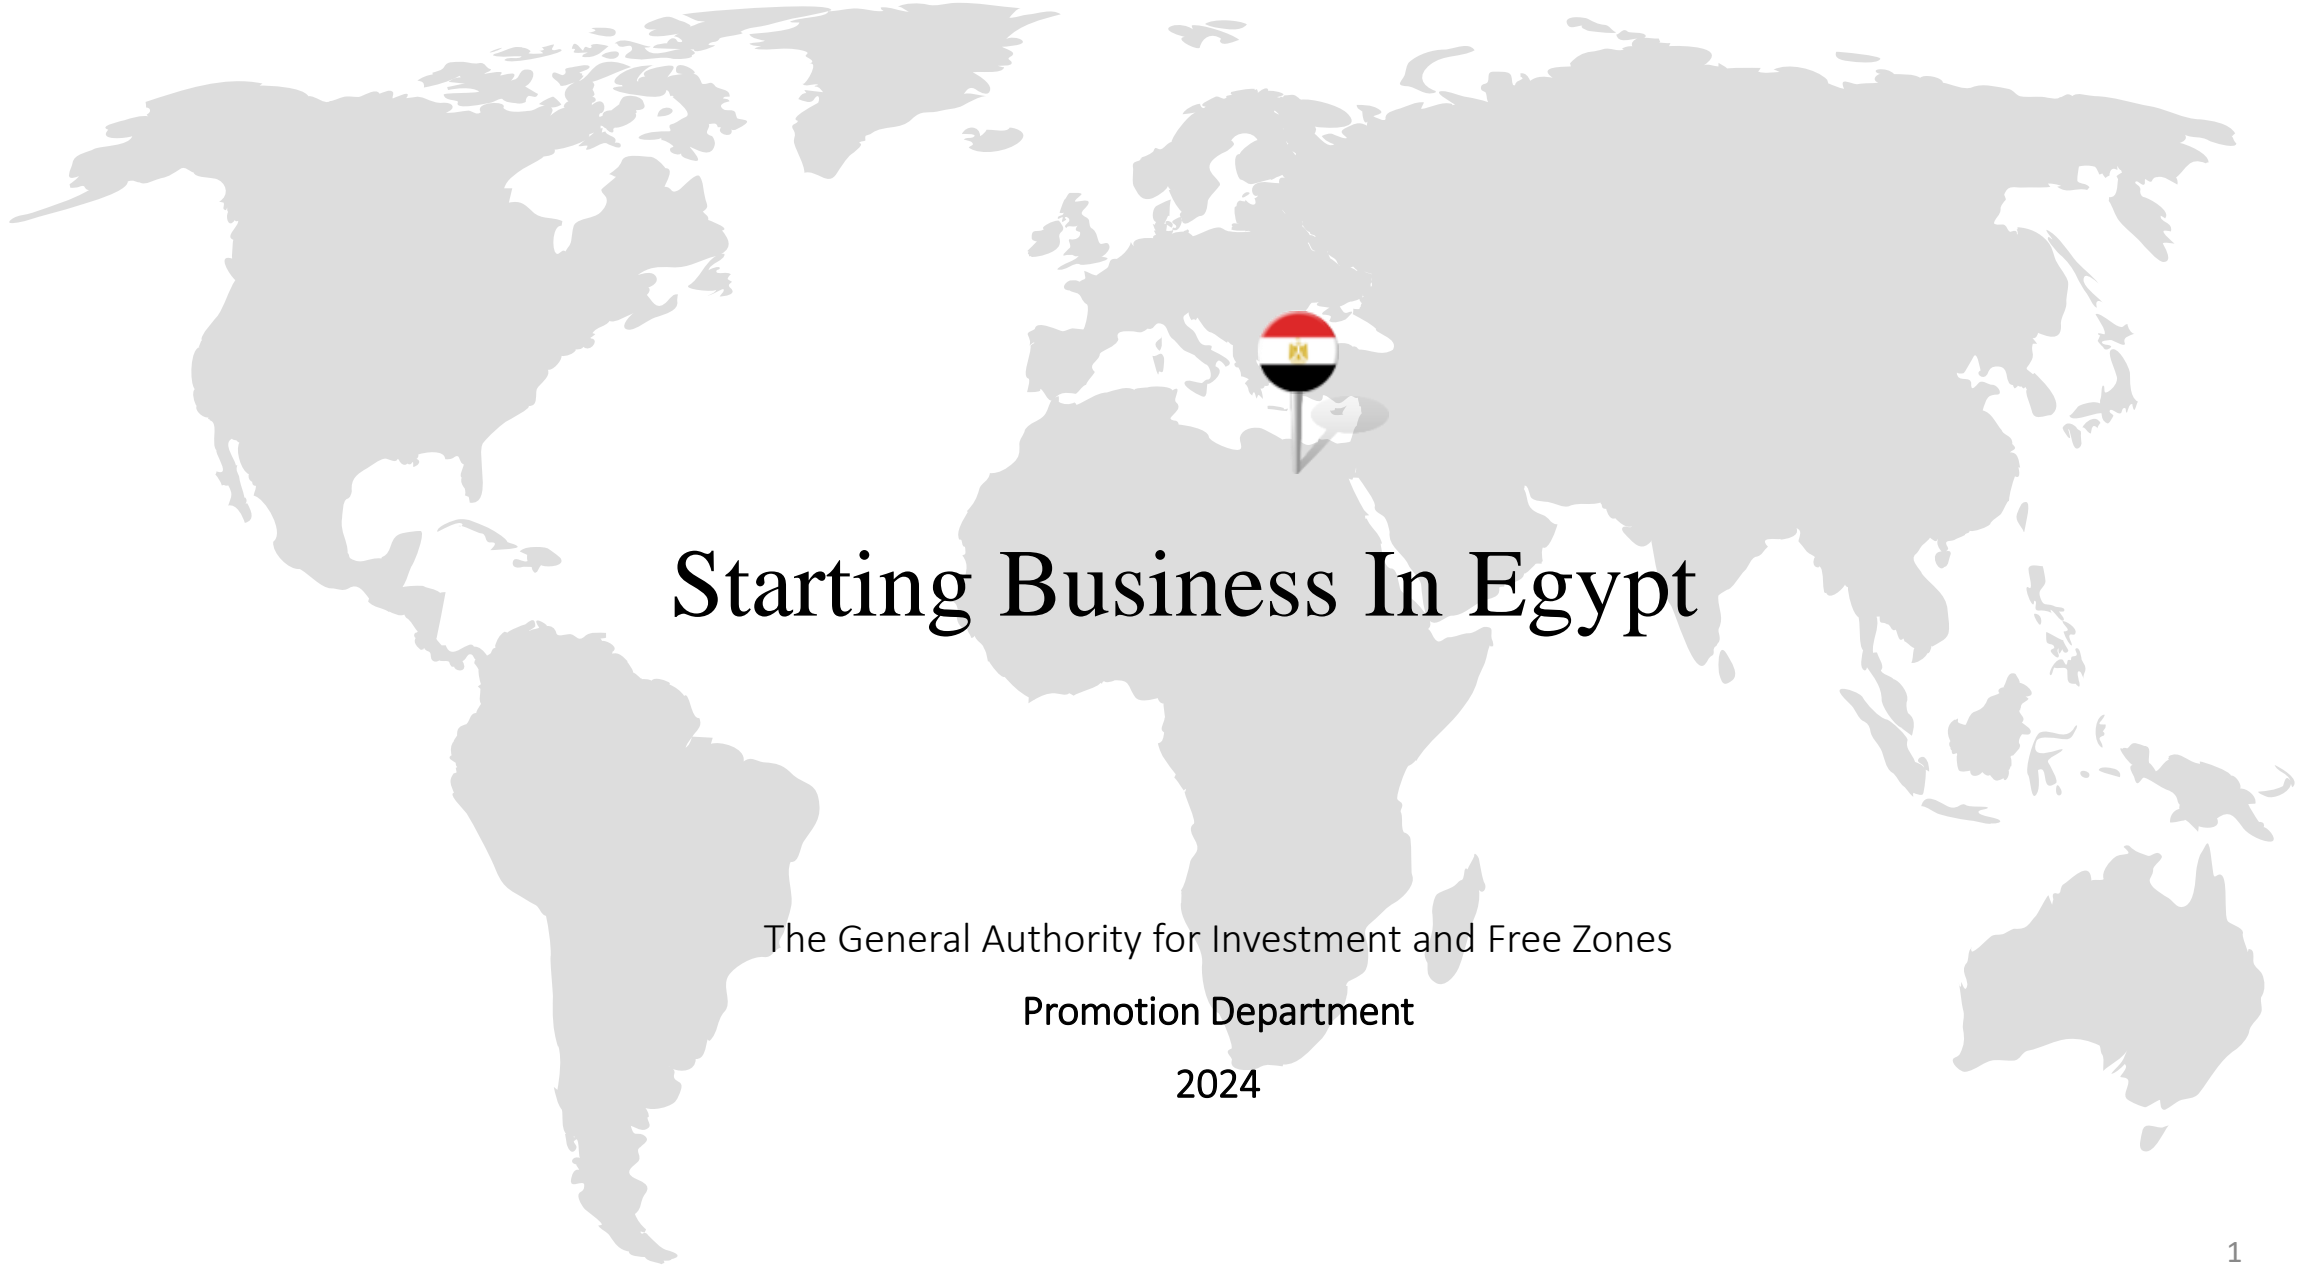 Starting Business In Egypt
The General Authority for Investment and Free Zones
Promotion Department
2024
1